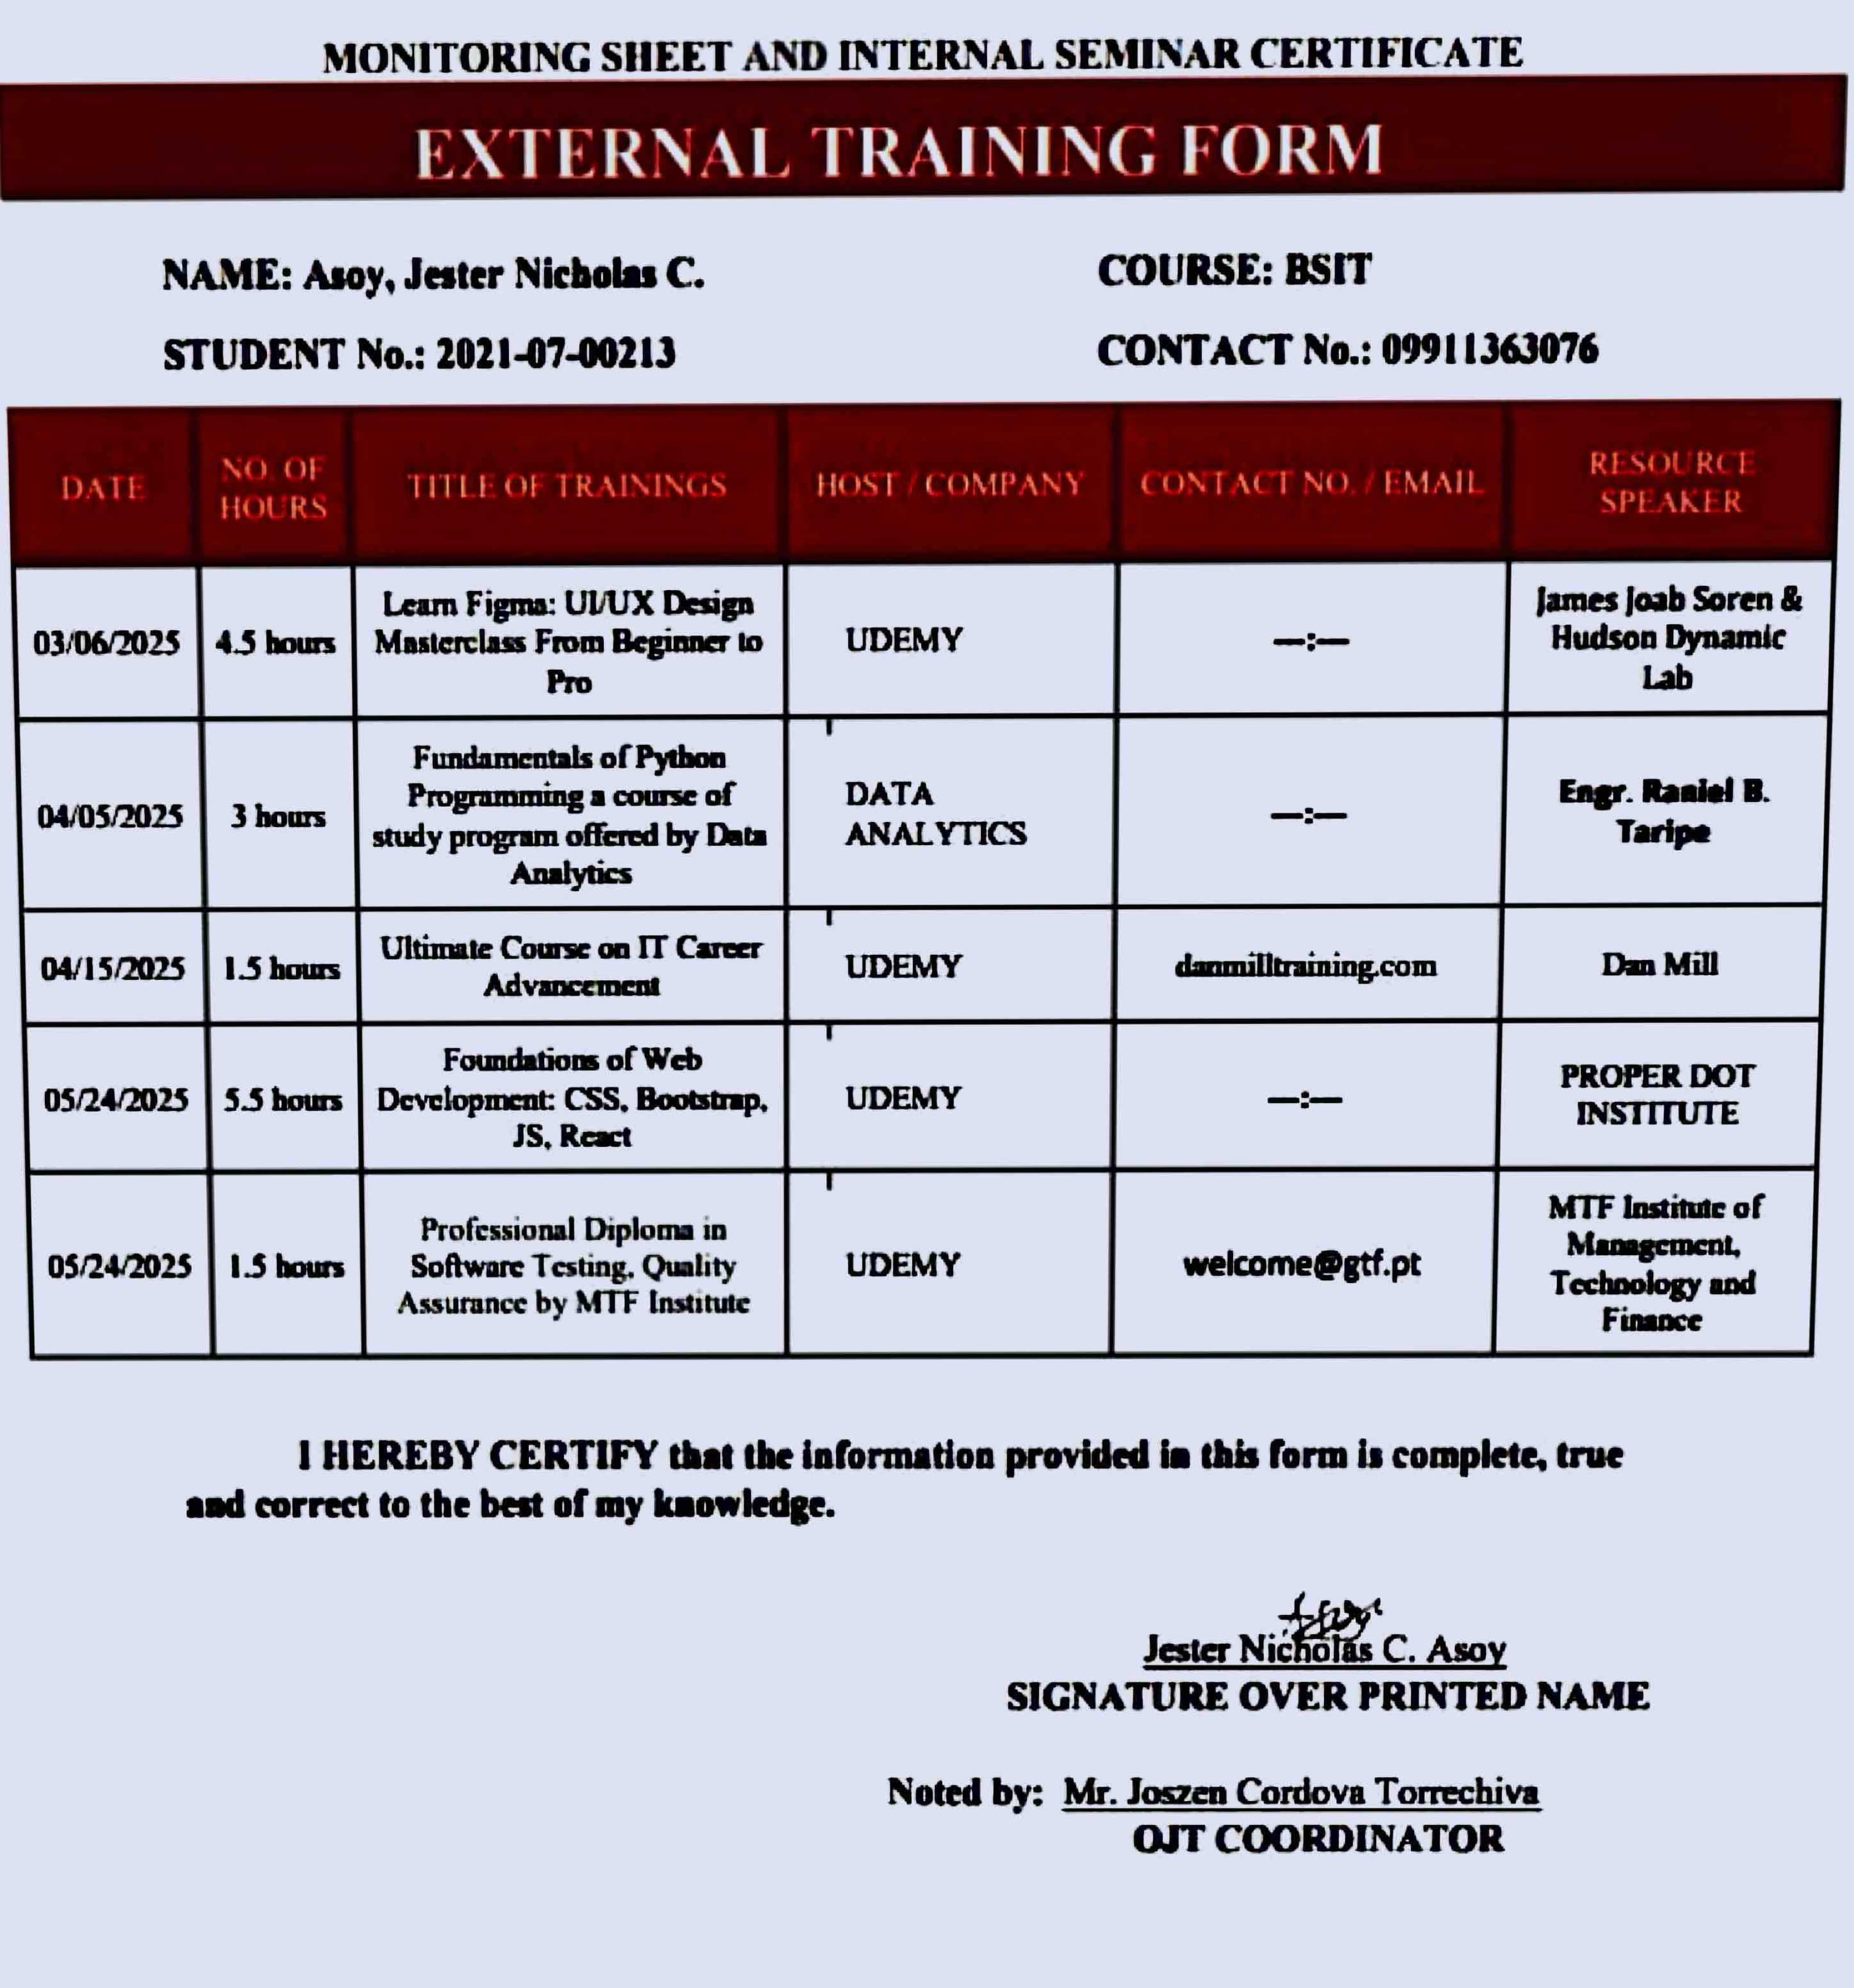 MONITORING SHEET AND INTERNAL SEMINAR CERTIFICATE
EXTERNAL TRAINING FORM
NAME: Asoy, Jester Nicholas C.
COURSE: BSIT
STUDENT No.: 2021-07-00213
CONTACT No.: 09911363076
DATE
NO. OF
HOURS
TITLE OF TRAININGS
HOST / COMPANY
CONTACT NO. / EMAIL
RESOURCE
SPEAKER
03/06/2025
4.5 hours
Learn Figma: UI/UX Design
Masterclass From Beginner to
Pro
UDEMY
—:—
James Joab Soren &
Hudson Dynamic
Lab
04/05/2025
3 hours
Fundamentals of Python
Programming a course of
study program offered by Data
Analytics
DATA
ANALYTICS
—:—
Engr. Raniel B.
Taripe
04/15/2025
1.5 hours
Ultimate Course on IT Career
Advancement
UDEMY
danmilltraining.com
Dan Mill
05/24/2025
5.5 hours
Foundations of Web
Development: CSS, Bootstrap,
JS, React
UDEMY
—:—
PROPER DOT
INSTITUTE
05/24/2025
1.5 hours
Professional Diploma in
Software Testing, Quality
Assurance by MTF Institute
UDEMY
welcome@gtf.pt
MTF Institute of
Management,
Technology and
Finance
I HEREBY CERTIFY that the information provided in this form is complete, true
and correct to the best of my knowledge.
Jester Nicholas C. Asoy
SIGNATURE OVER PRINTED NAME
Noted by: Mr. Joszen Cordova Torrechiva
OJT COORDINATOR